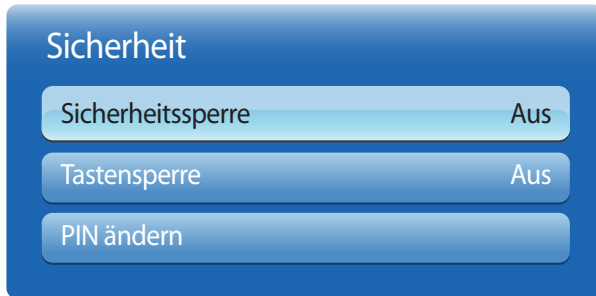 Sicherheit
Sicherheitssperre Aus
Tastensperre Aus
PIN ändern